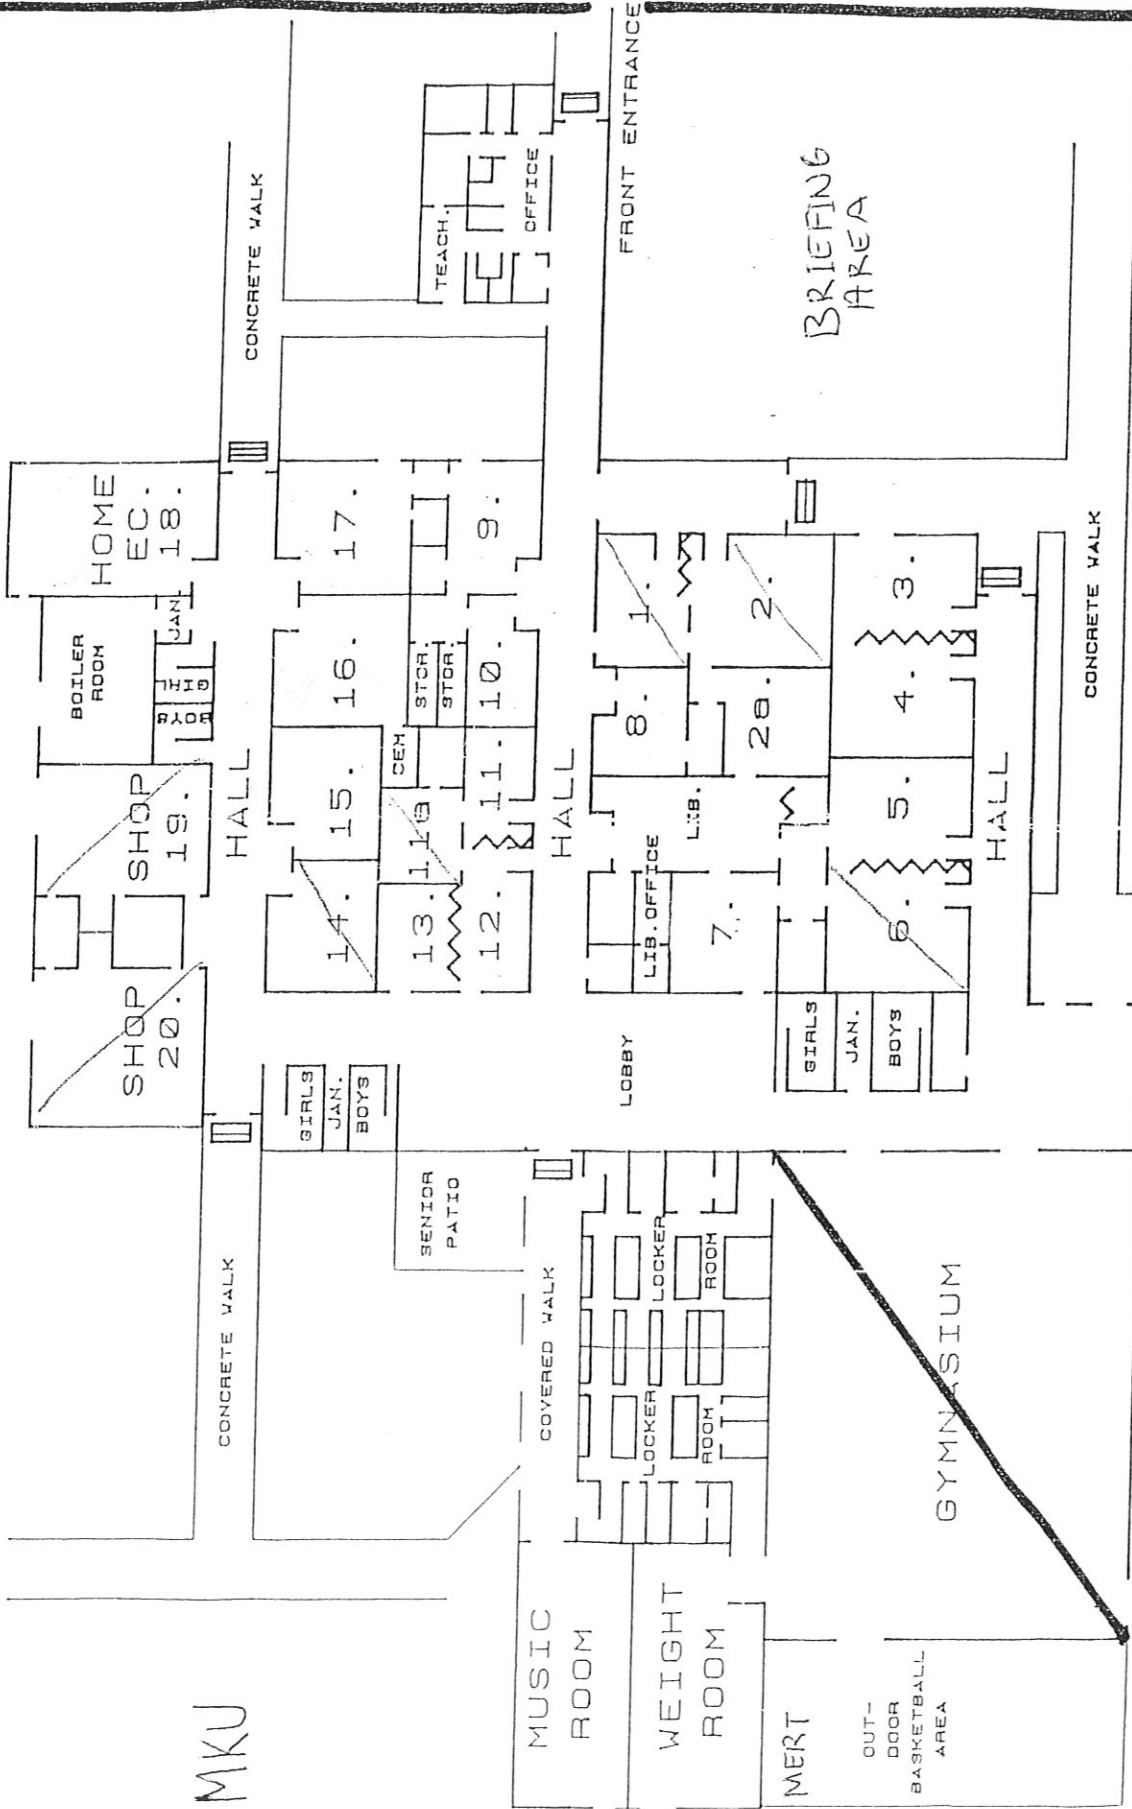 FRONT ENTRANCE
CONCRETE WALK
TEACH.
OFFICE
BRIEFING
AREA
HOME
EC.
18.
BOILER
ROOM
JAN.
GIHL
BOYS
17.
9.
16.
STOR.
STOR.
10.
1.
2.
3.
CONCRETE WALK
SHOP
19.
HALL
15.
CEM.
11a
11.
HALL
8.
2a.
4.
LIB.
5.
HALL
14.
13.
12.
LIB. OFFICE
7.
6.
SHOP
20.
GIRLS
JAN.
BOYS
LOBBY
GIRLS
JAN.
BOYS
SENIOR
PATIO
CONCRETE WALK
COVERED WALK
LOCKER
ROOM
LOCKER
ROOM
GYMNASIUM
MKU
MUSIC
ROOM
WEIGHT
ROOM
MERT
OUT-
DOOR
BASKETBALL
AREA